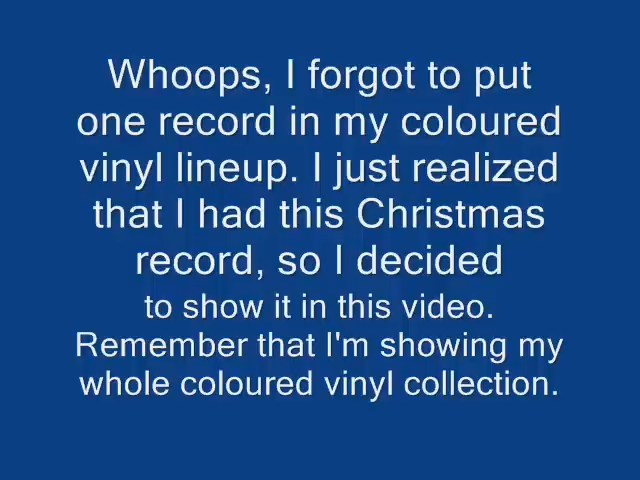 Whoops, I forgot to put
one record in my coloured
vinyl lineup. I just realized
that I had this Christmas
record, so I decided
to show it in this video.
Remember that I'm showing my
whole coloured vinyl collection.